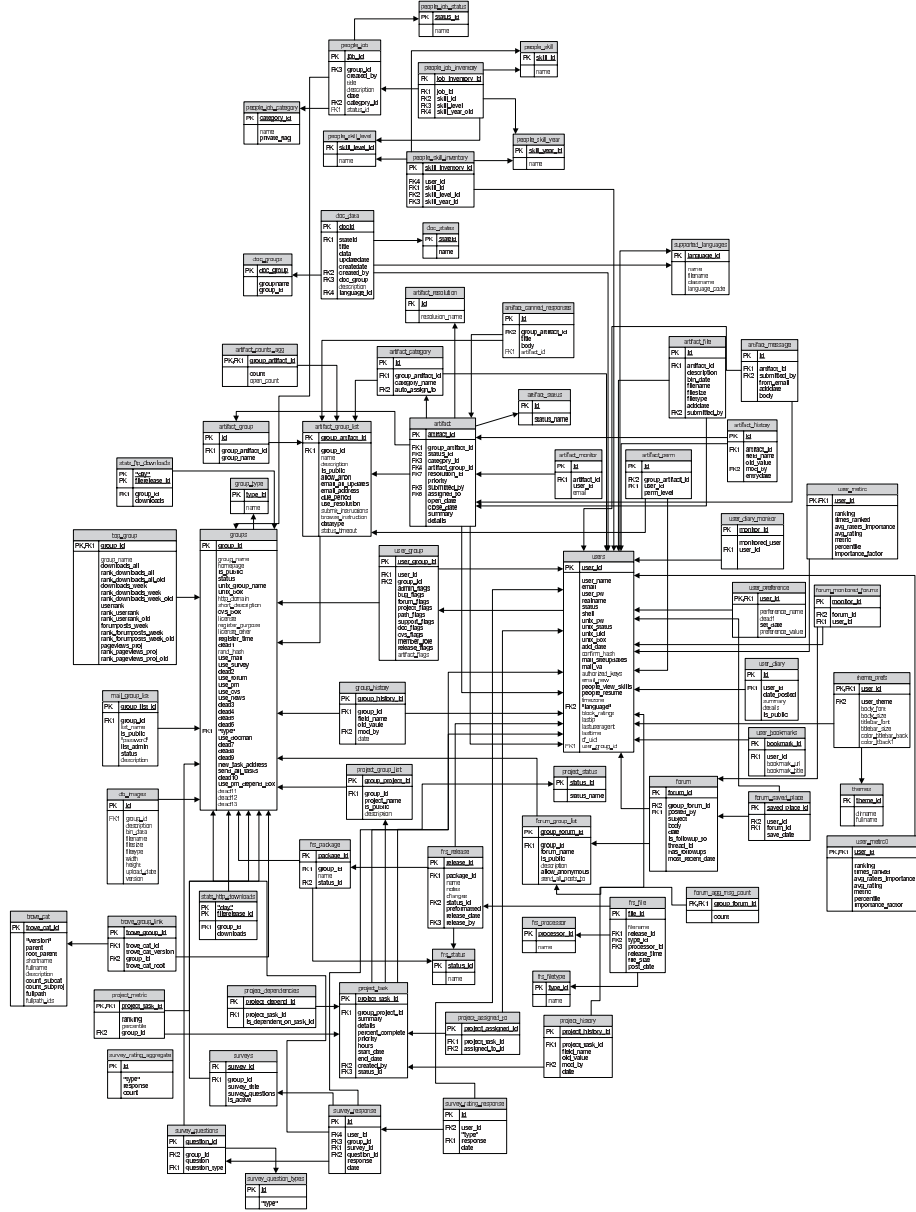 people_job_status
PK status_id
name
people_job
PK job_id
FK3 group_id
created_by
title
description
date
FK2 category_id
FK1 status_id
people_skill
PK skill_id
name
people_job_inventory
PK job_inventory_id
FK1 job_id
FK2 skill_id
FK3 skill_level
FK4 skill_year_old
people_job_category
PK category_id
name
private_flag
people_skill_level
PK skill_level_id
name
people_skill_year
PK skill_year_id
name
people_skill_inventory
PK skill_inventory_id
FK4 user_id
FK1 skill_id
FK2 skill_level_id
FK3 skill_year_id
doc_data
PK docid
FK1 stateid
title
data
updatedate
createdate
FK2 created_by
FK3 doc_group
description
FK4 language_id
doc_states
PK stateid
name
supported_languages
PK language_id
name
filename
classname
language_code
doc_groups
PK doc_group
groupname
group_id
artifact_resolution
PK id
resolution_name
artifact_canned_responses
PK id
FK2 group_artifact_id
title
body
FK1 artifact_id
artifact_counts_agg
PK,FK1 group_artifact_id
count
open_count
artifact_category
PK id
FK1 group_artifact_id
category_name
FK2 auto_assign_to
artifact_file
PK id
FK1 artifact_id
description
bin_data
filename
filesize
filetype
adddate
FK2 submitted_by
artifact_message
PK id
FK1 artifact_id
FK2 submitted_by
from_email
adddate
body
artifact_status
PK id
status_name
artifact_group
PK id
FK1 group_artifact_id
group_name
artifact_group_list
PK group_artifact_id
FK1 group_id
name
description
is_public
allow_anon
email_all_updates
email_address
due_period
use_resolution
submit_instructions
browse_instruction
datatype
status_timeout
artifact
PK artifact_id
group_artifact_id
status_id
category_id
artifact_group_id
resolution_id
priority
submitted_by
assigned_to
open_date
close_date
summary
details
artifact_history
PK id
FK1 artifact_id
field_name
old_value
FK2 mod_by
entrydate
stats_ftp_downloads
PK "day"
PK filerelease_id
FK1 group_id
downloads
group_type
PK type_id
name
artifact_monitor
PK id
FK1 artifact_id
user_id
email
artifact_perm
PK id
FK2 group_artifact_id
FK1 user_id
perm_level
user_metric
PK,FK1 user_id
ranking
times_ranked
avg_raters_importance
avg_rating
metric
percentile
importance_factor
user_diary_monitor
PK monitor_id
monitored_user
FK1 user_id
top_group
PK,FK1 group_id
group_name
downloads_all
rank_downloads_all
rank_downloads_all_old
downloads_week
rank_downloads_week
rank_downloads_week_old
userrank
rank_userrank
rank_userrank_old
forumposts_week
rank_forumposts_week
rank_forumposts_week_old
pageviews_proj
rank_pageviews_proj
rank_pageviews_proj_old
groups
PK group_id
group_name
homepage
is_public
status
unix_group_name
unix_box
http_domain
short_description
cvs_box
license
register_purpose
license_other
register_time
dead1
rand_hash
use_mail
use_survey
dead2
use_forum
use_pm
use_cvs
use_news
dead3
dead4
dead5
dead6
FK1 "type"
use_docman
dead7
dead8
dead9
new_task_address
send_all_tasks
dead10
use_pm_depend_box
dead11
dead12
dead13
user_group
PK user_group_id
FK1 user_id
FK2 group_id
admin_flags
bug_flags
forum_flags
project_flags
path_flags
support_flags
doc_flags
cvs_flags
member_role
release_flags
artifact_flags
users
PK user_id
user_name
email
user_pw
realname
status
shell
unix_pw
unix_status
unix_uid
unix_box
add_date
confirm_hash
mail_siteupdates
mail_va
authorized_keys
email_new
people_view_skills
people_resume
timezone
FK2 "language"
block_ratings
lastip
lastuseragent
lastlime
cf_uid
FK1 user_group_id
user_preference
PK,FK1 user_id
preference_name
dead1
set_date
preference_value
forum_monitored_forums
PK monitor_id
FK2 forum_id
FK1 user_id
user_diary
PK id
FK1 user_id
date_posted
summary
details
is_public
theme_prefs
PK,FK1 user_id
FK2 user_theme
body_font
body_size
titlebar_font
titlebar_size
color_titlebar_back
color_ltback1
mail_group_list
PK group_list_id
FK1 group_id
list_name
is_public
"password"
list_admin
status
description
group_history
PK group_history_id
FK1 group_id
field_name
old_vaule
FK2 mod_by
date
user_bookmarks
PK bookmark_id
FK1 user_id
bookmark_url
bookmark_title
project_group_list
PK group_project_id
FK1 group_id
project_name
is_public
description
project_status
PK status_id
status_name
forum
PK forum_id
FK2 group_forum_id
FK1 posted_by
subject
body
date
is_followup_to
thread_id
has_followups
most_recent_date
forum_saved_place
PK saved_place_id
FK1 user_id
FK2 forum_id
save_date
themes
PK theme_id
dirname
fullname
db_images
PK id
FK1 group_id
description
bin_data
filename
filesize
filetype
width
height
upload_date
version
forum_group_list
PK group_forum_id
FK1 group_id
forum_name
is_public
description
allow_anonymous
send_all_posts_to
user_metric0
PK,FK1 user_id
ranking
times_ranked
avg_raters_importance
avg_rating
metric
percentile
importance_factor
frs_package
PK package_id
FK1 group_id
name
FK2 status_id
frs_release
PK release_id
FK1 package_id
name
notes
changes
FK2 status_id
preformatted
release_date
FK3 release_by
stats_http_downloads
PK "day"
PK filerelease_id
FK1 group_id
downloads
frs_file
PK file_id
filename
FK1 release_id
FK2 type_id
FK3 processor_id
release_time
file_size
post_date
forum_agg_msg_count
PK,FK1 group_forum_id
count
trove_cat
PK trove_cat_id
"version"
parent
root_parent
shortname
fullname
description
count_subcat
count_subproj
fullpath
fullpath_ids
trove_group_link
PK trove_group_id
FK1 trove_cat_id
trove_cat_version
FK2 group_id
trove_cat_root
frs_processor
PK processor_id
name
frs_status
PK status_id
name
frs_filetype
PK type_id
name
project_metric
PK,FK1 project_task_id
ranking
percentile
FK2 group_id
project_dependencies
PK project_depend_id
FK1 project_task_id
is_dependent_on_task_id
project_task
PK project_task_id
FK1 group_project_id
summary
details
percent_complete
priority
hours
start_date
end_date
FK2 created_by
FK3 status_id
project_assigned_to
PK project_assigned_id
FK1 project_task_id
FK2 assigned_to_id
project_history
PK project_history_id
FK1 project_task_id
field_name
old_value
FK2 mod_by
date
survey_rating_aggregate
PK id
"type"
response
count
surveys
PK survey_id
FK1 group_id
survey_title
survey_questions
is_active
survey_response
PK id
FK4 user_id
FK3 group_id
FK1 survey_id
FK2 question_id
response
date
survey_rating_response
PK id
FK2 user_id
"type"
FK1 response
date
survey_questions
PK question_id
FK2 group_id
question
FK1 question_type
survey_question_types
PK id
"type"